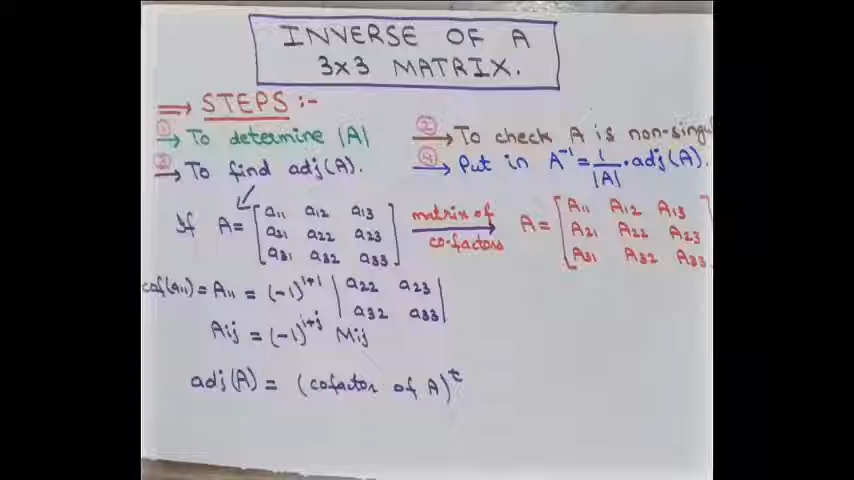 INVERSE OF A
3x3 MATRIX.
⇒ STEPS :-
① → To determine |A|
② → To check A is non-singul
③ → To find adj(A).
④ → Put in A⁻¹ = 1/|A| . adj(A).
If A = [a11 a12 a13
a21 a22 a23
a31 a32 a33]
matrix of
co-factors
A = [A11 A12 A13
A21 A22 A23
A31 A32 A33
cof(a11) = A11 = (-1)^1+1 |a22 a23
a32 a33|
Aij = (-1)^i+j Mij
adj(A) = (cofactor of A)^t